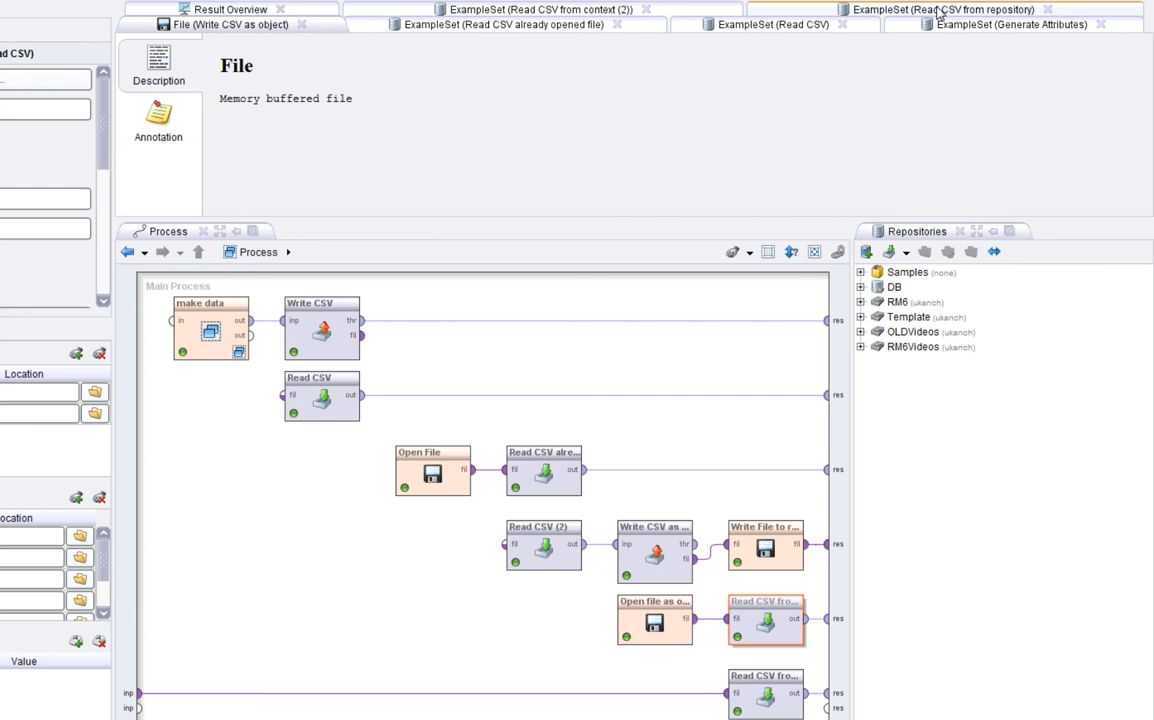 Result Overview
ExampleSet (Read CSV from context (2))
ExampleSet (Read CSV from repository)
File (Write CSV as object)
ExampleSet (Read CSV already opened file)
ExampleSet (Read CSV)
ExampleSet (Generate Attributes)
d CSV)
Description
Annotation
File
Memory buffered file
Process
Repositories
Process
Main Process
make data
in
out
out
Write CSV
inp
thr
fil
res
Read CSV
fil
out
res
Open File
fil
Read CSV alre...
fil
out
res
Read CSV (2)
fil
out
Write CSV as ...
inp
thr
fil
Write File to r...
fil
fil
res
Open file as o...
fil
Read CSV fro...
fil
out
res
Read CSV fro...
inp
fil
out
res
inp
res
Samples (none)
DB
RM6 (ukanch)
Template (ukanch)
OLDVideos (ukanch)
RM6Videos (ukanch)
Location
ocation
Value